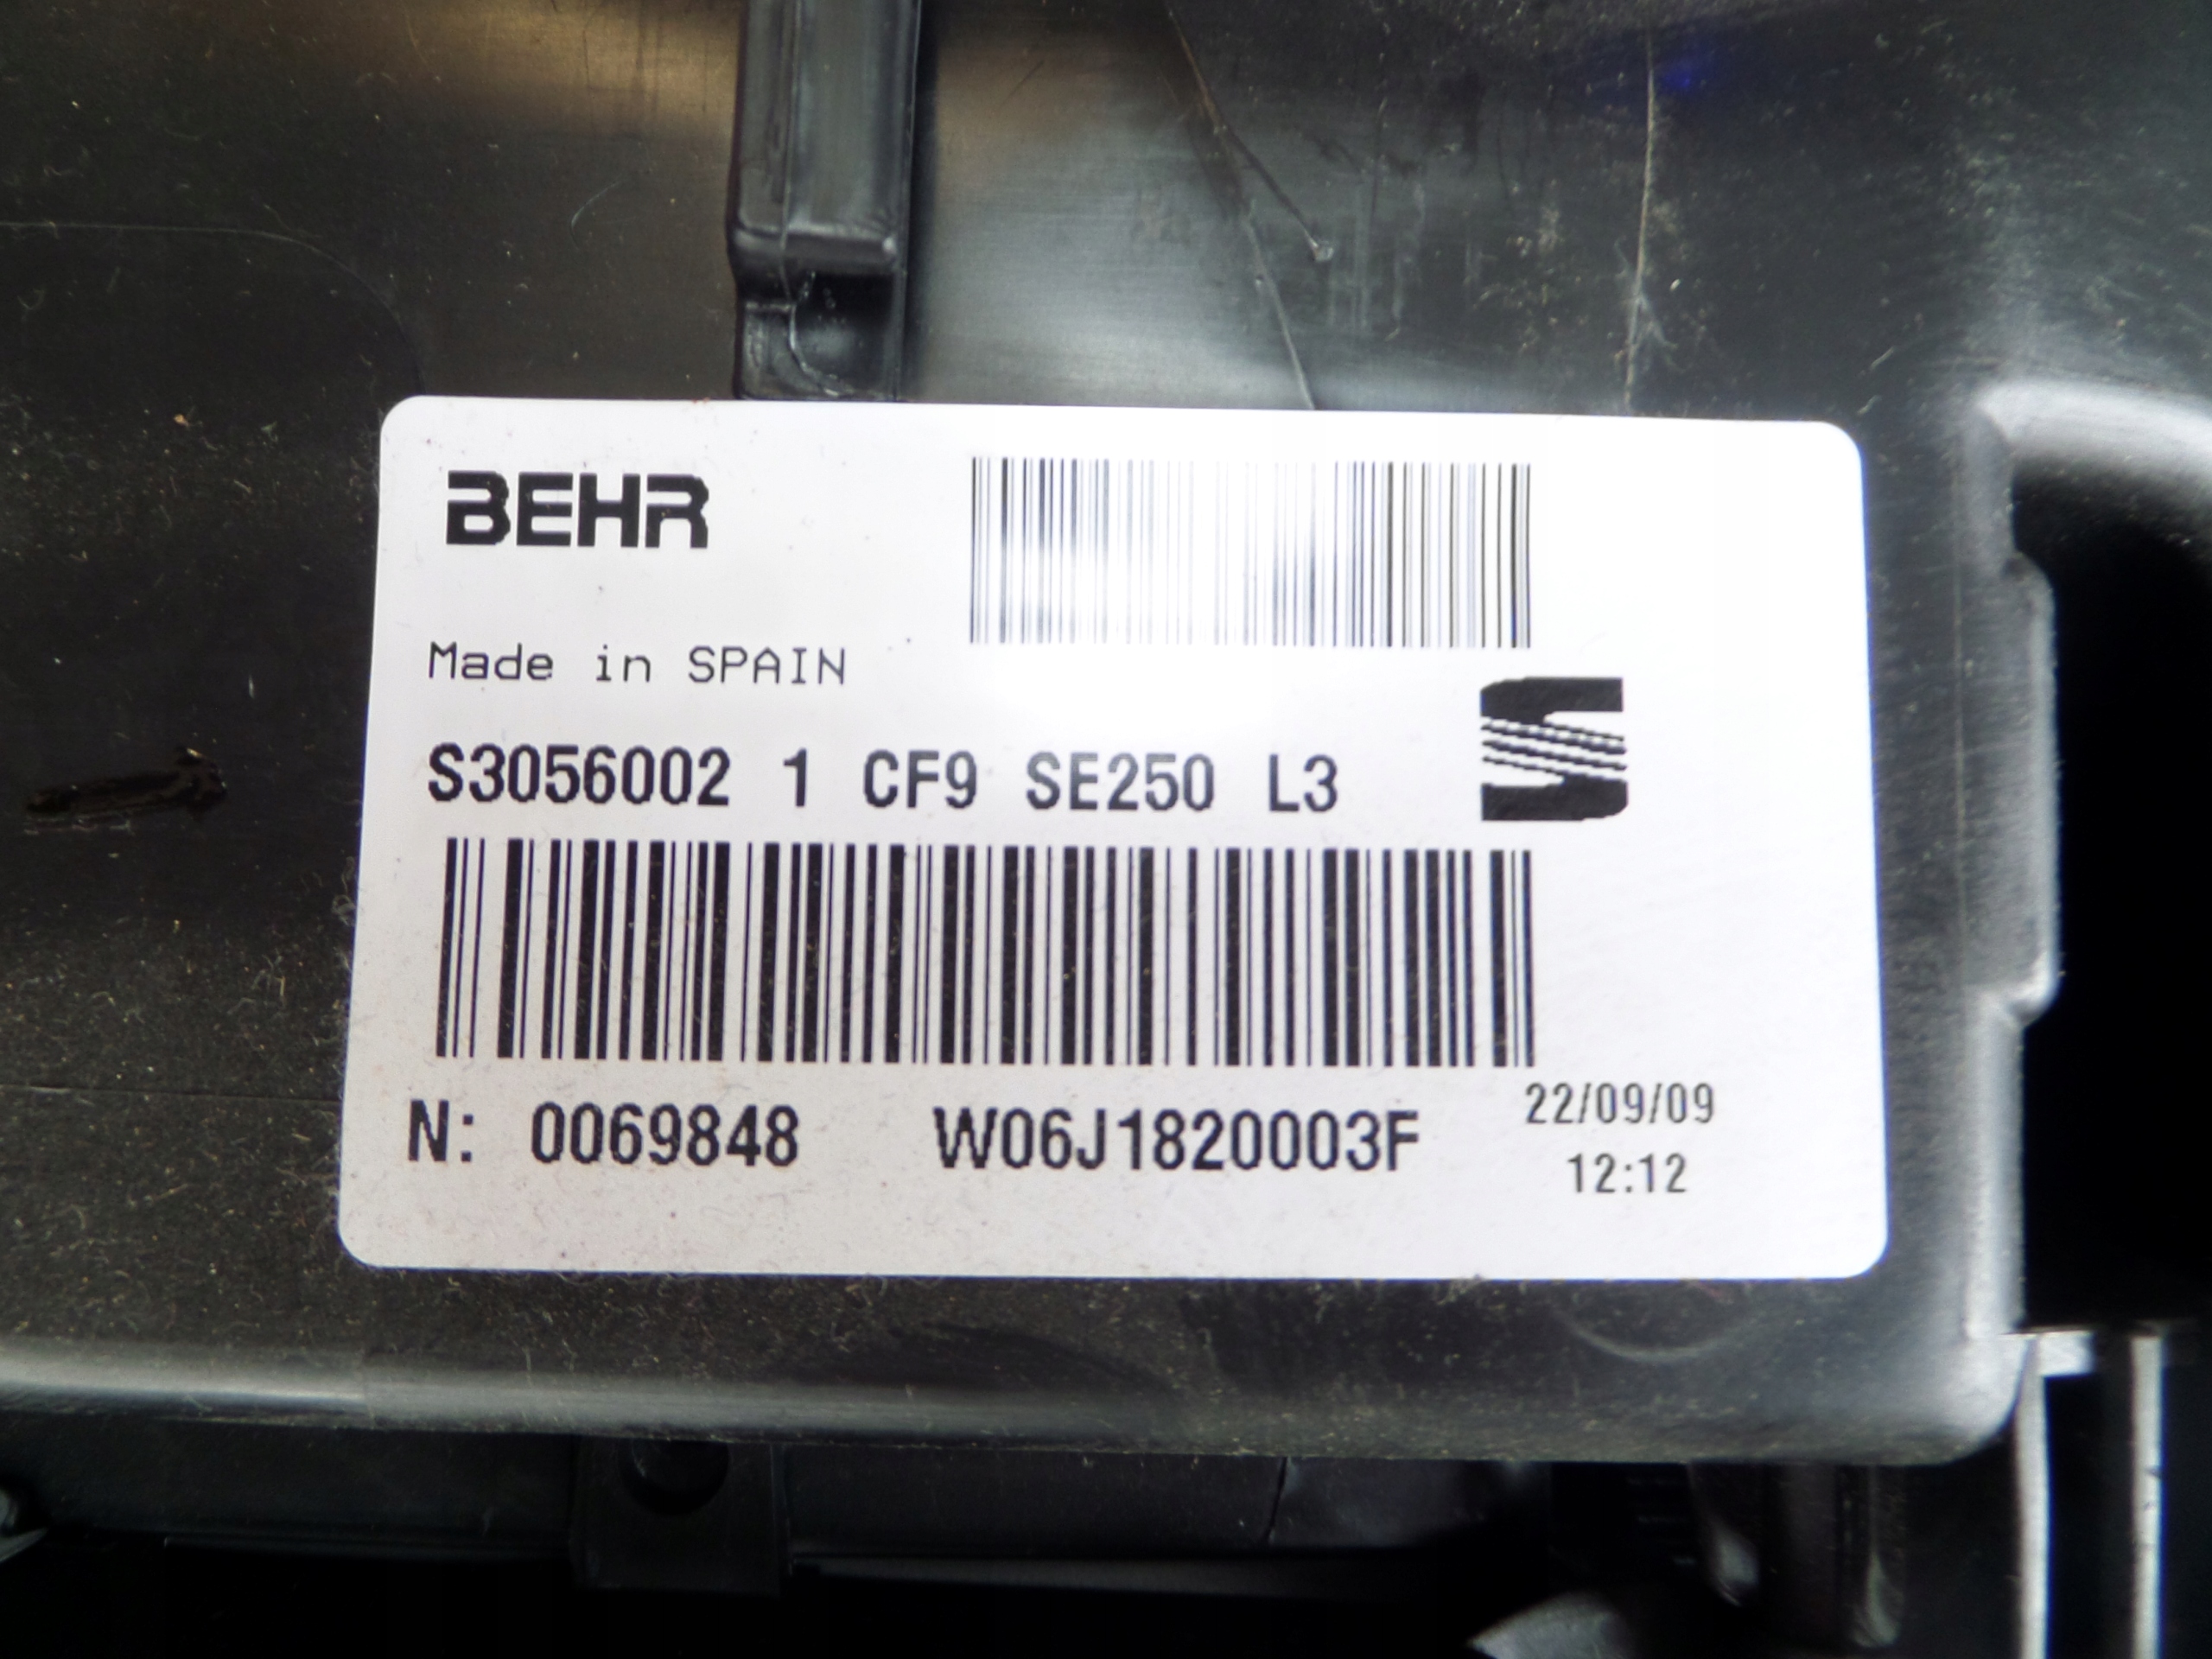 BEHR
Made in SPAIN
S3056002 1 CF9 SE250 L3
N: 0069848 W06J1820003F 22/09/09
12:12